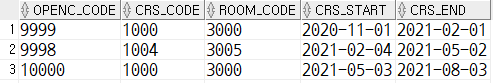 OPENC_CODE CRS_CODE ROOM_CODE CRS_START CRS_END
1 9999 1000 3000 2020-11-01 2021-02-01
2 9998 1004 3005 2021-02-04 2021-05-02
3 10000 1000 3000 2021-05-03 2021-08-03